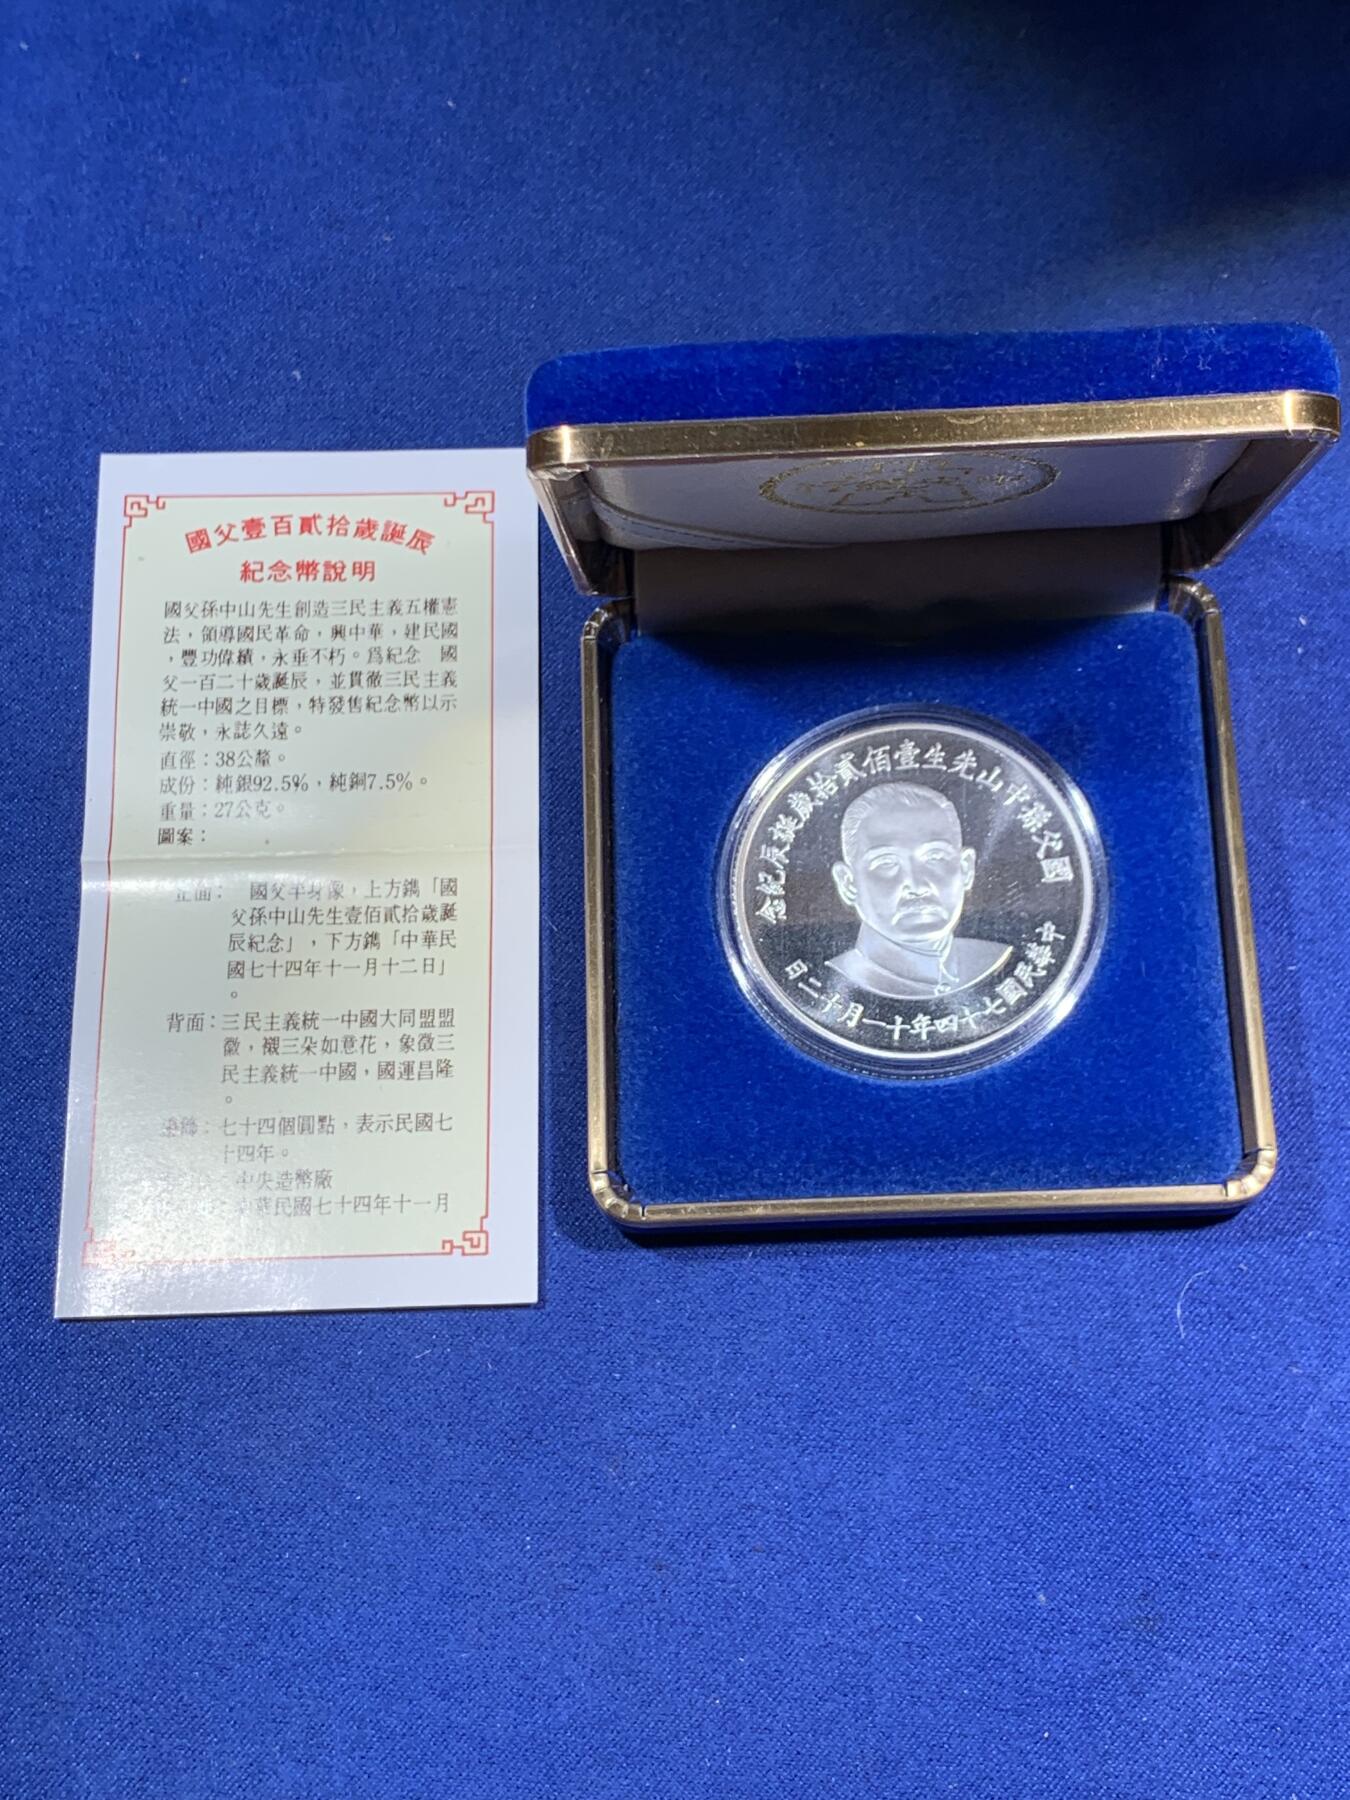 國父壹百貳拾歲誕辰
紀念幣說明
國父孫中山先生創造三民主義五權憲
法，領導國民革命，興中華，建民國
，豐功偉績，永垂不朽。爲紀念　國
父一百二十歲誕辰，並貫徹三民主義
統一中國之目標，特發售紀念幣以示
崇敬，永誌久遠。
直徑：38公釐。
成份：純銀92.5%，純銅7.5%。
重量：27公克。
圖案：
正面：　國父半身像，上方鐫「國
父孫中山先生壹佰貳拾歲誕
辰紀念」，下方鐫「中華民
國七十四年十一月十二日」
。
背面：三民主義統一中國大同盟盟
徽，襯三朵如意花，象徵三
民主義統一中國，國運昌隆
。
飾：七十四個圓點，表示民國七
十四年。
中央造幣廠
中華民國七十四年十一月
國父孫中山先生壹佰貳拾歲誕辰紀念
中華民國七十四年十一月十二日